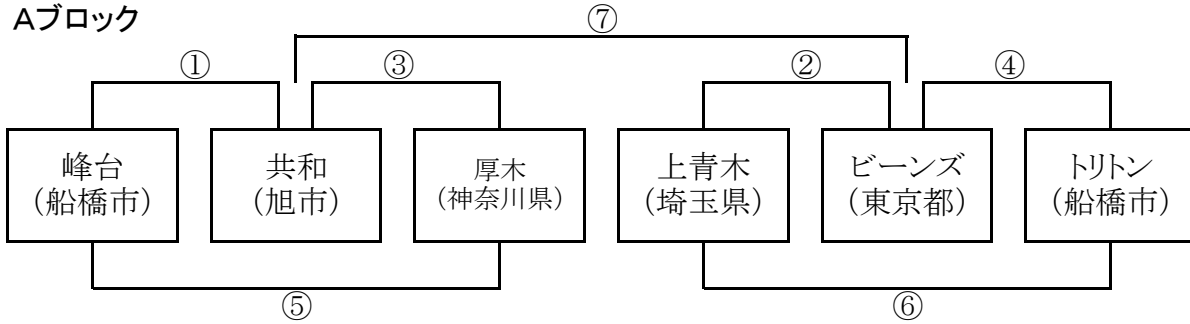 Aブロック
⑦
① ③ ② ④
峰台
(船橋市)
共和
(旭市)
厚木
(神奈川県)
上青木
(埼玉県)
ビーンズ
(東京都)
トリトン
(船橋市)
⑤ ⑥